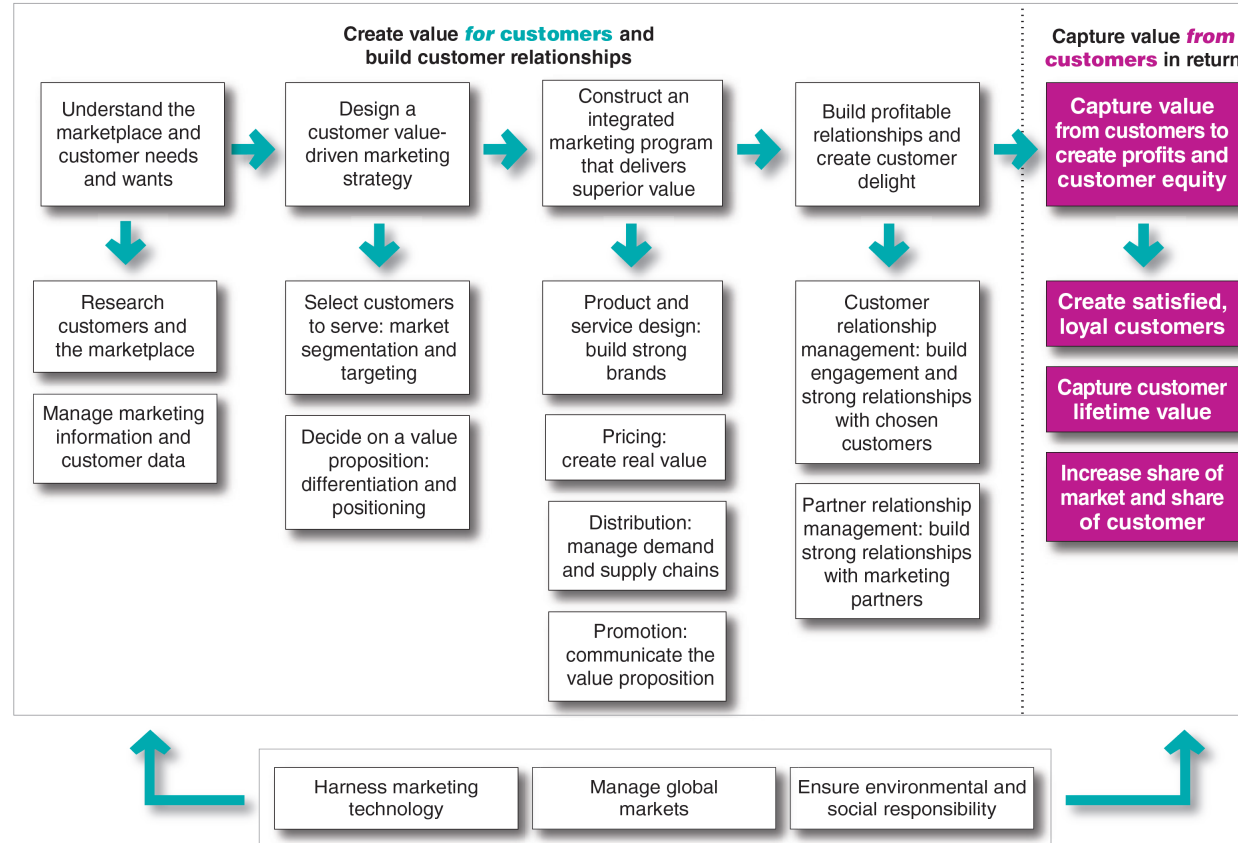 Create value for customers and
build customer relationships
Capture value from
customers in return
Understand the
marketplace and
customer needs
and wants
Design a
customer value-
driven marketing
strategy
Construct an
integrated
marketing program
that delivers
superior value
Build profitable
relationships and
create customer
delight
Capture value
from customers to
create profits and
customer equity
Research
customers and
the marketplace
Manage marketing
information and
customer data
Select customers
to serve: market
segmentation and
targeting
Decide on a value
proposition:
differentiation and
positioning
Product and
service design:
build strong
brands
Pricing:
create real value
Distribution:
manage demand
and supply chains
Promotion:
communicate the
value proposition
Customer
relationship
management: build
engagement and
strong relationships
with chosen
customers
Partner relationship
management: build
strong relationships
with marketing
partners
Create satisfied,
loyal customers
Capture customer
lifetime value
Increase share of
market and share
of customer
Harness marketing
technology
Manage global
markets
Ensure environmental and
social responsibility